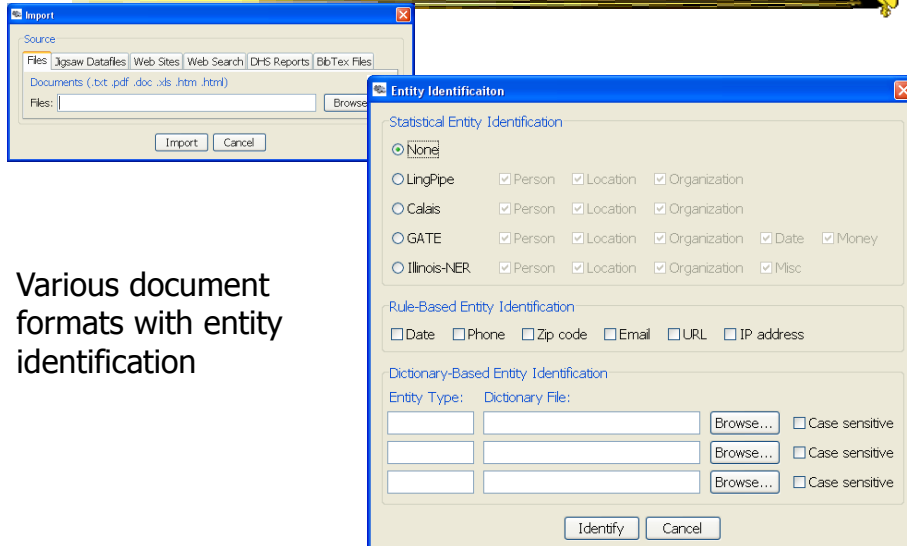 Import
Source
Files Jigsaw Datafiles Web Sites Web Search DHS Reports BibTex Files
Documents (.txt .pdf .doc .xls .htm .html)
Files: Browse
Import Cancel
Entity Identificaiton
Statistical Entity Identification
None
LingPipe Person Location Organization
Calais Person Location Organization
GATE Person Location Organization Date Money
Illinois-NER Person Location Organization Misc
Various document
formats with entity
identification
Rule-Based Entity Identification
Date Phone Zip code Email URL IP address
Dictionary-Based Entity Identification
Entity Type: Dictionary File:
Browse... Case sensitive
Browse... Case sensitive
Browse... Case sensitive
Identify Cancel